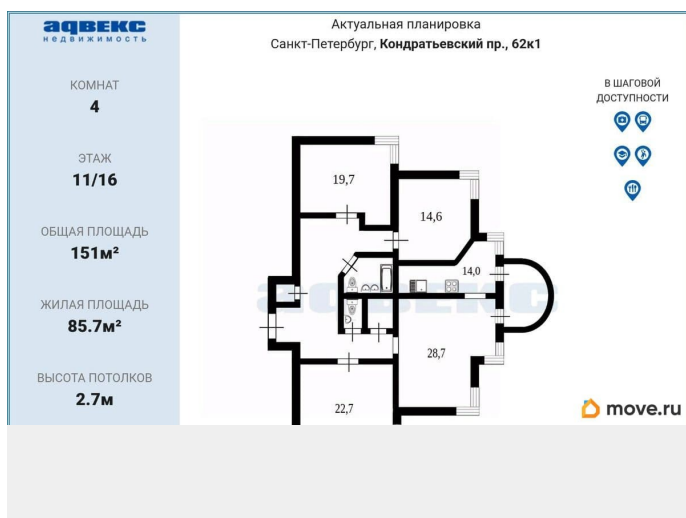 адвекс
НЕДВИЖИМОСТЬ
КОМНАТ
4
ЭТАЖ
11/16
ОБЩАЯ ПЛОЩАДЬ
151м²
ЖИЛАЯ ПЛОЩАДЬ
85.7м²
ВЫСОТА ПОТОЛКОВ
2.7м
Актуальная планировка
Санкт-Петербург, Кондратьевский пр., 62к1
В ШАГОВОЙ
ДОСТУПНОСТИ
19,7
14,6
14,0
адвекс
28,7
22,7
move.ru